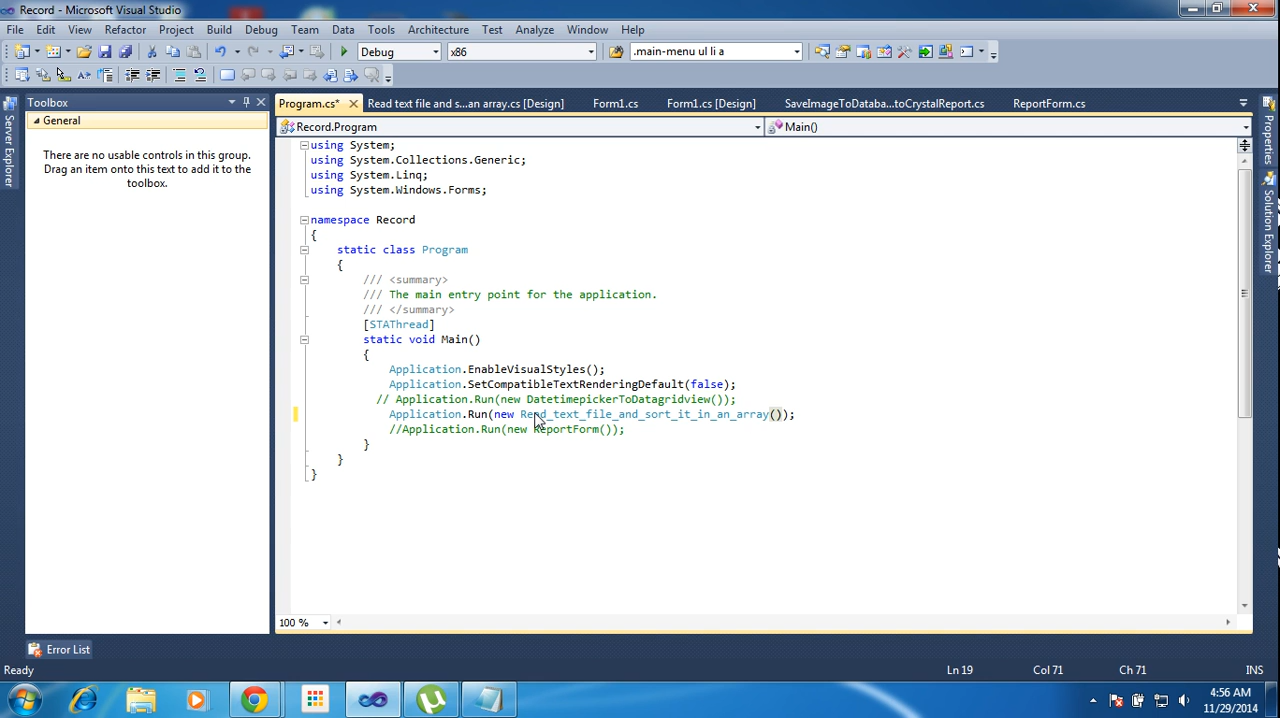 Record - Microsoft Visual Studio
File Edit View Refactor Project Build Debug Team Data Tools Architecture Test Analyze Window Help
Debug x86 .main-menu ul li a
Toolbox
General
There are no usable controls in this group.
Drag an item onto this text to add it to the
toolbox.
Server Explorer
Program.cs* Read text file and s...an array.cs [Design] Form1.cs Form1.cs [Design] SaveImageToDataba...toCrystalReport.cs ReportForm.cs
Record.Program Main()
using System;
using System.Collections.Generic;
using System.Linq;
using System.Windows.Forms;
namespace Record
{
static class Program
{
/// <summary>
/// The main entry point for the application.
/// </summary>
[STAThread]
static void Main()
{
Application.EnableVisualStyles();
Application.SetCompatibleTextRenderingDefault(false);
// Application.Run(new DatetimepickerToDatagridview());
Application.Run(new Read_text_file_and_sort_it_in_an_array());
//Application.Run(new ReportForm());
}
}
}
Properties
Solution Explorer
100 %
Error List
Ready Ln 19 Col 71 Ch 71 INS
4:56 AM
11/29/2014